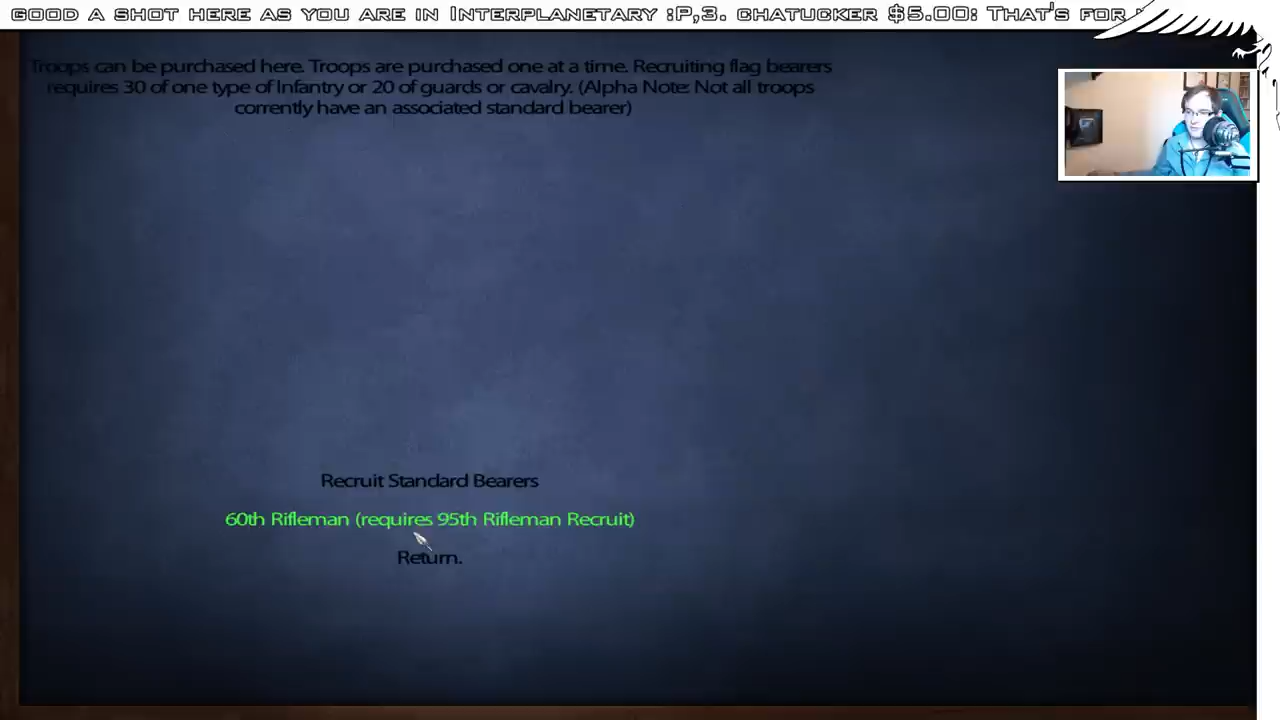 GOOD A SHOT HERE AS YOU ARE IN INTERPLANETARY :P,3. CHATUCKER $5.00: THAT'S FOR
Troops can be purchased here. Troops are purchased one at a time. Recruiting flag bearers
requires 30 of one type of Infantry or 20 of guards or cavalry. (Alpha Note: Not all troops
corrently have an associated standard bearer)
Recruit Standard Bearers
60th Rifleman (requires 95th Rifleman Recruit)
Return.